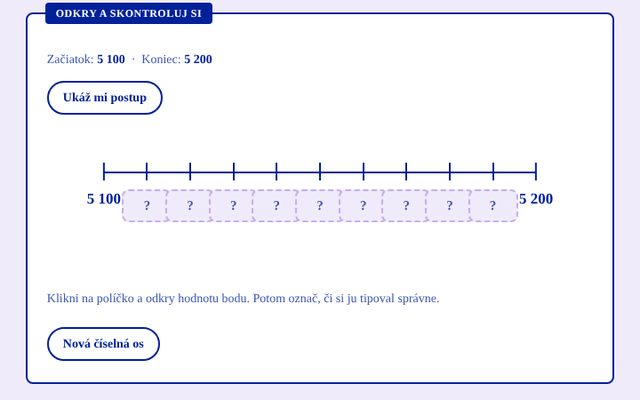 ODKRY A SKONTROLUJ SI
Začiatok: 5 100 · Koniec: 5 200
Ukáž mi postup
5 100 ? ? ? ? ? ? ? ? ? 5 200
Klikni na políčko a odkry hodnotu bodu. Potom označ, či si ju tipoval správne.
Nová číselná os